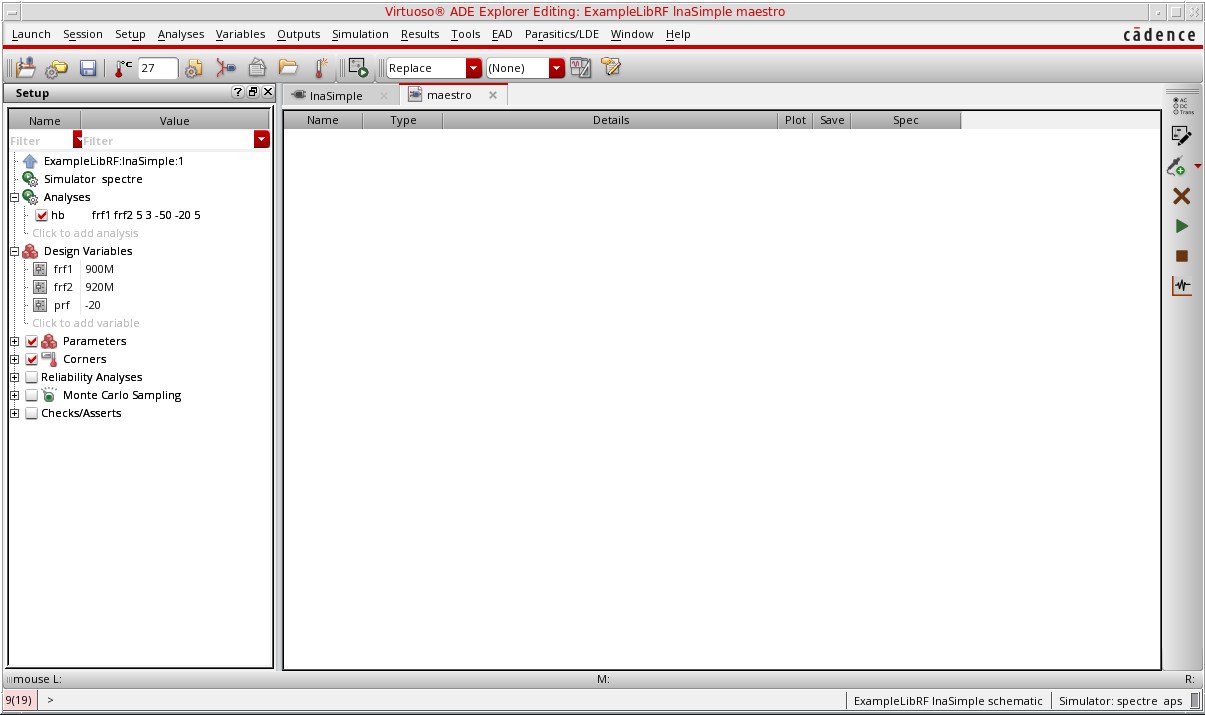 Virtuoso® ADE Explorer Editing: ExampleLibRF lnaSimple maestro
Launch Session Setup Analyses Variables Outputs Simulation Results Tools EAD Parasitics/LDE Window Help
cādence
°C 27 Replace (None)
Setup
lnaSimple
maestro
Name Value
Filter Filter
Name Type Details Plot Save Spec
AC
DC
Trans
ExampleLibRF:lnaSimple:1
Simulator spectre
Analyses
hb frf1 frf2 5 3 -50 -20 5
Click to add analysis
Design Variables
frf1 900M
frf2 920M
prf -20
Click to add variable
Parameters
Corners
Reliability Analyses
Monte Carlo Sampling
Checks/Asserts
mouse L: M: R:
9(19) > ExampleLibRF lnaSimple schematic Simulator: spectre aps